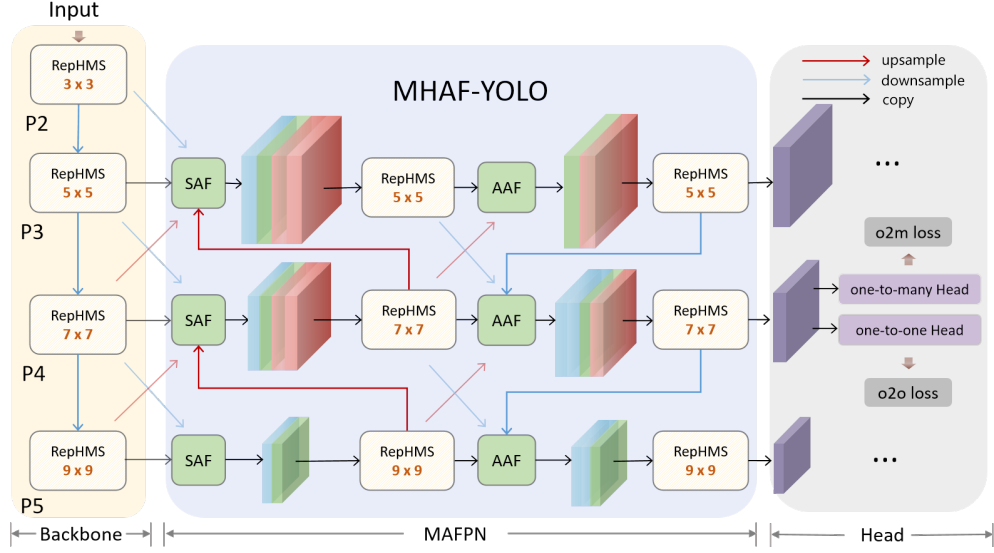 Input
RepHMS
3 x 3
P2
RepHMS
5 x 5
P3
RepHMS
7 x 7
P4
RepHMS
9 x 9
P5
Backbone
MHAF-YOLO
SAF
RepHMS
5 x 5
AAF
RepHMS
5 x 5
SAF
RepHMS
7 x 7
AAF
RepHMS
7 x 7
SAF
RepHMS
9 x 9
AAF
RepHMS
9 x 9
MAFPN
upsample
downsample
copy
...
o2m loss
one-to-many Head
one-to-one Head
o2o loss
...
Head